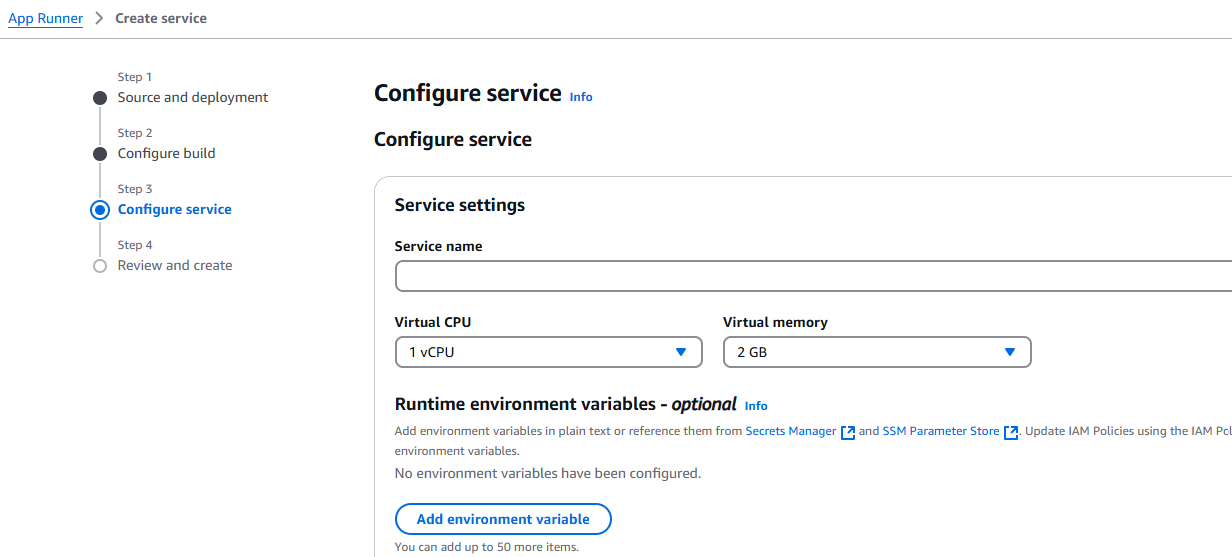 App Runner > Create service
Step 1
Source and deployment
Step 2
Configure build
Step 3
Configure service
Step 4
Review and create
Configure service Info
Configure service
Service settings
Service name
Virtual CPU Virtual memory
1 vCPU 2 GB
Runtime environment variables - optional Info
Add environment variables in plain text or reference them from Secrets Manager and SSM Parameter Store. Update IAM Policies using the IAM
environment variables.
No environment variables have been configured.
Add environment variable
You can add up to 50 more items.